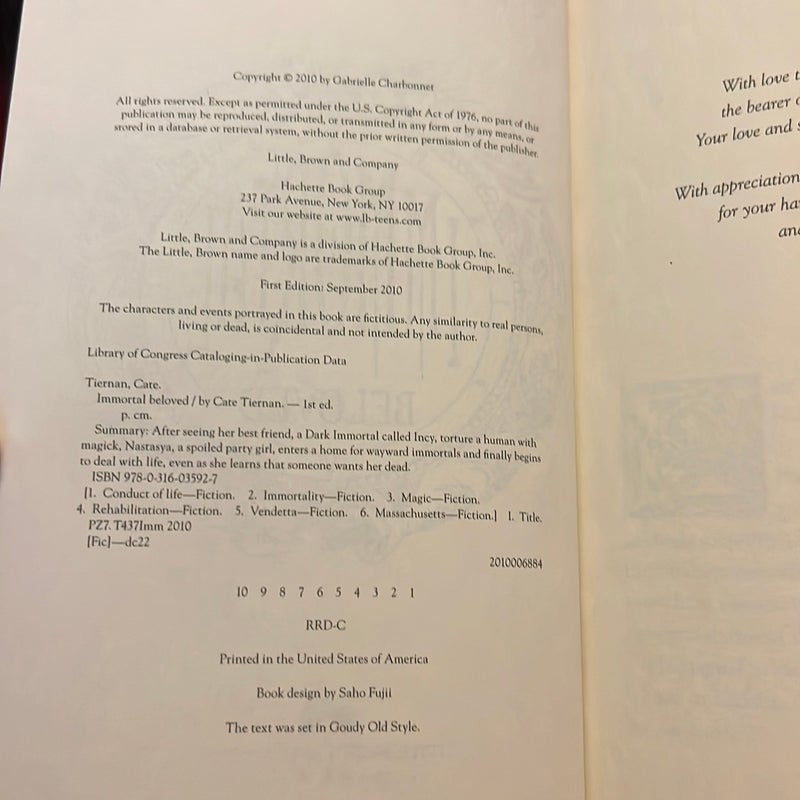 Copyright © 2010 by Gabrielle Charbonnet
All rights reserved. Except as permitted under the U.S. Copyright Act of 1976, no part of this
publication may be reproduced, distributed, or transmitted in any form or by any means, or
stored in a database or retrieval system, without the prior written permission of the publisher.
Little, Brown and Company
Hachette Book Group
237 Park Avenue, New York, NY 10017
Visit our website at www.lb-teens.com
Little, Brown and Company is a division of Hachette Book Group, Inc.
The Little, Brown name and logo are trademarks of Hachette Book Group, Inc.
First Edition: September 2010
The characters and events portrayed in this book are fictitious. Any similarity to real persons,
living or dead, is coincidental and not intended by the author.
Library of Congress Cataloging-in-Publication Data
Tiernan, Cate.
Immortal beloved / by Cate Tiernan. — 1st ed.
p. cm.
Summary: After seeing her best friend, a Dark Immortal called Incy, torture a human with
magick, Nastasya, a spoiled party girl, enters a home for wayward immortals and finally begins
to deal with life, even as she learns that someone wants her dead.
ISBN 978-0-316-03592-7
[1. Conduct of life—Fiction. 2. Immortality—Fiction. 3. Magic—Fiction.
4. Rehabilitation—Fiction. 5. Vendetta—Fiction. 6. Massachusetts—Fiction.] I. Title.
PZ7.T437Imm 2010
[Fic]—dc22
2010006884
10 9 8 7 6 5 4 3 2 1
RRD-C
Printed in the United States of America
Book design by Saho Fujii
The text was set in Goudy Old Style.
With love t
the bearer
Your love and s
With appreciation
for your ha
and